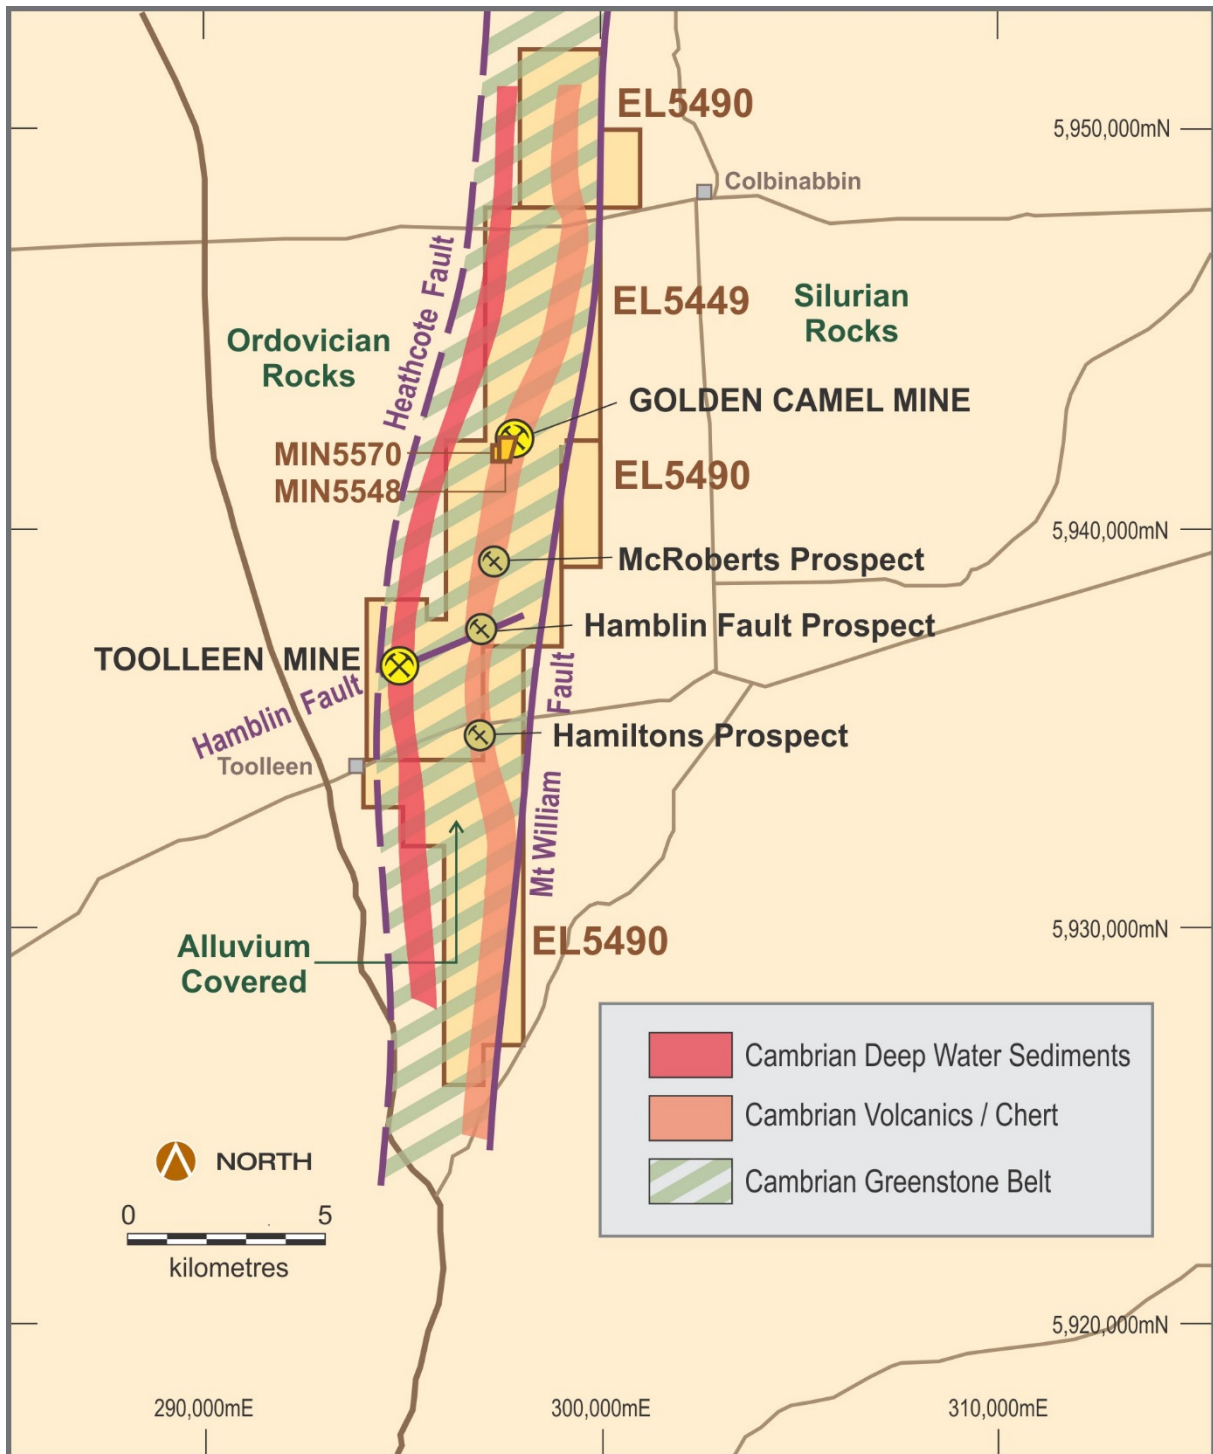 EL5490
5,950,000mN
Colbinabbin
Heathcote Fault
EL5449
Silurian
Rocks
Ordovician
Rocks
GOLDEN CAMEL MINE
MIN5570
MIN5548
EL5490
5,940,000mN
McRoberts Prospect
Hamblin Fault Prospect
TOOLLEEN MINE
Hamblin Fault
Mt William Fault
Hamiltons Prospect
Toolleen
Alluvium
Covered
EL5490
5,930,000mN
Cambrian Deep Water Sediments
Cambrian Volcanics / Chert
Cambrian Greenstone Belt
NORTH
0 5
kilometres
5,920,000mN
290,000mE 300,000mE 310,000mE